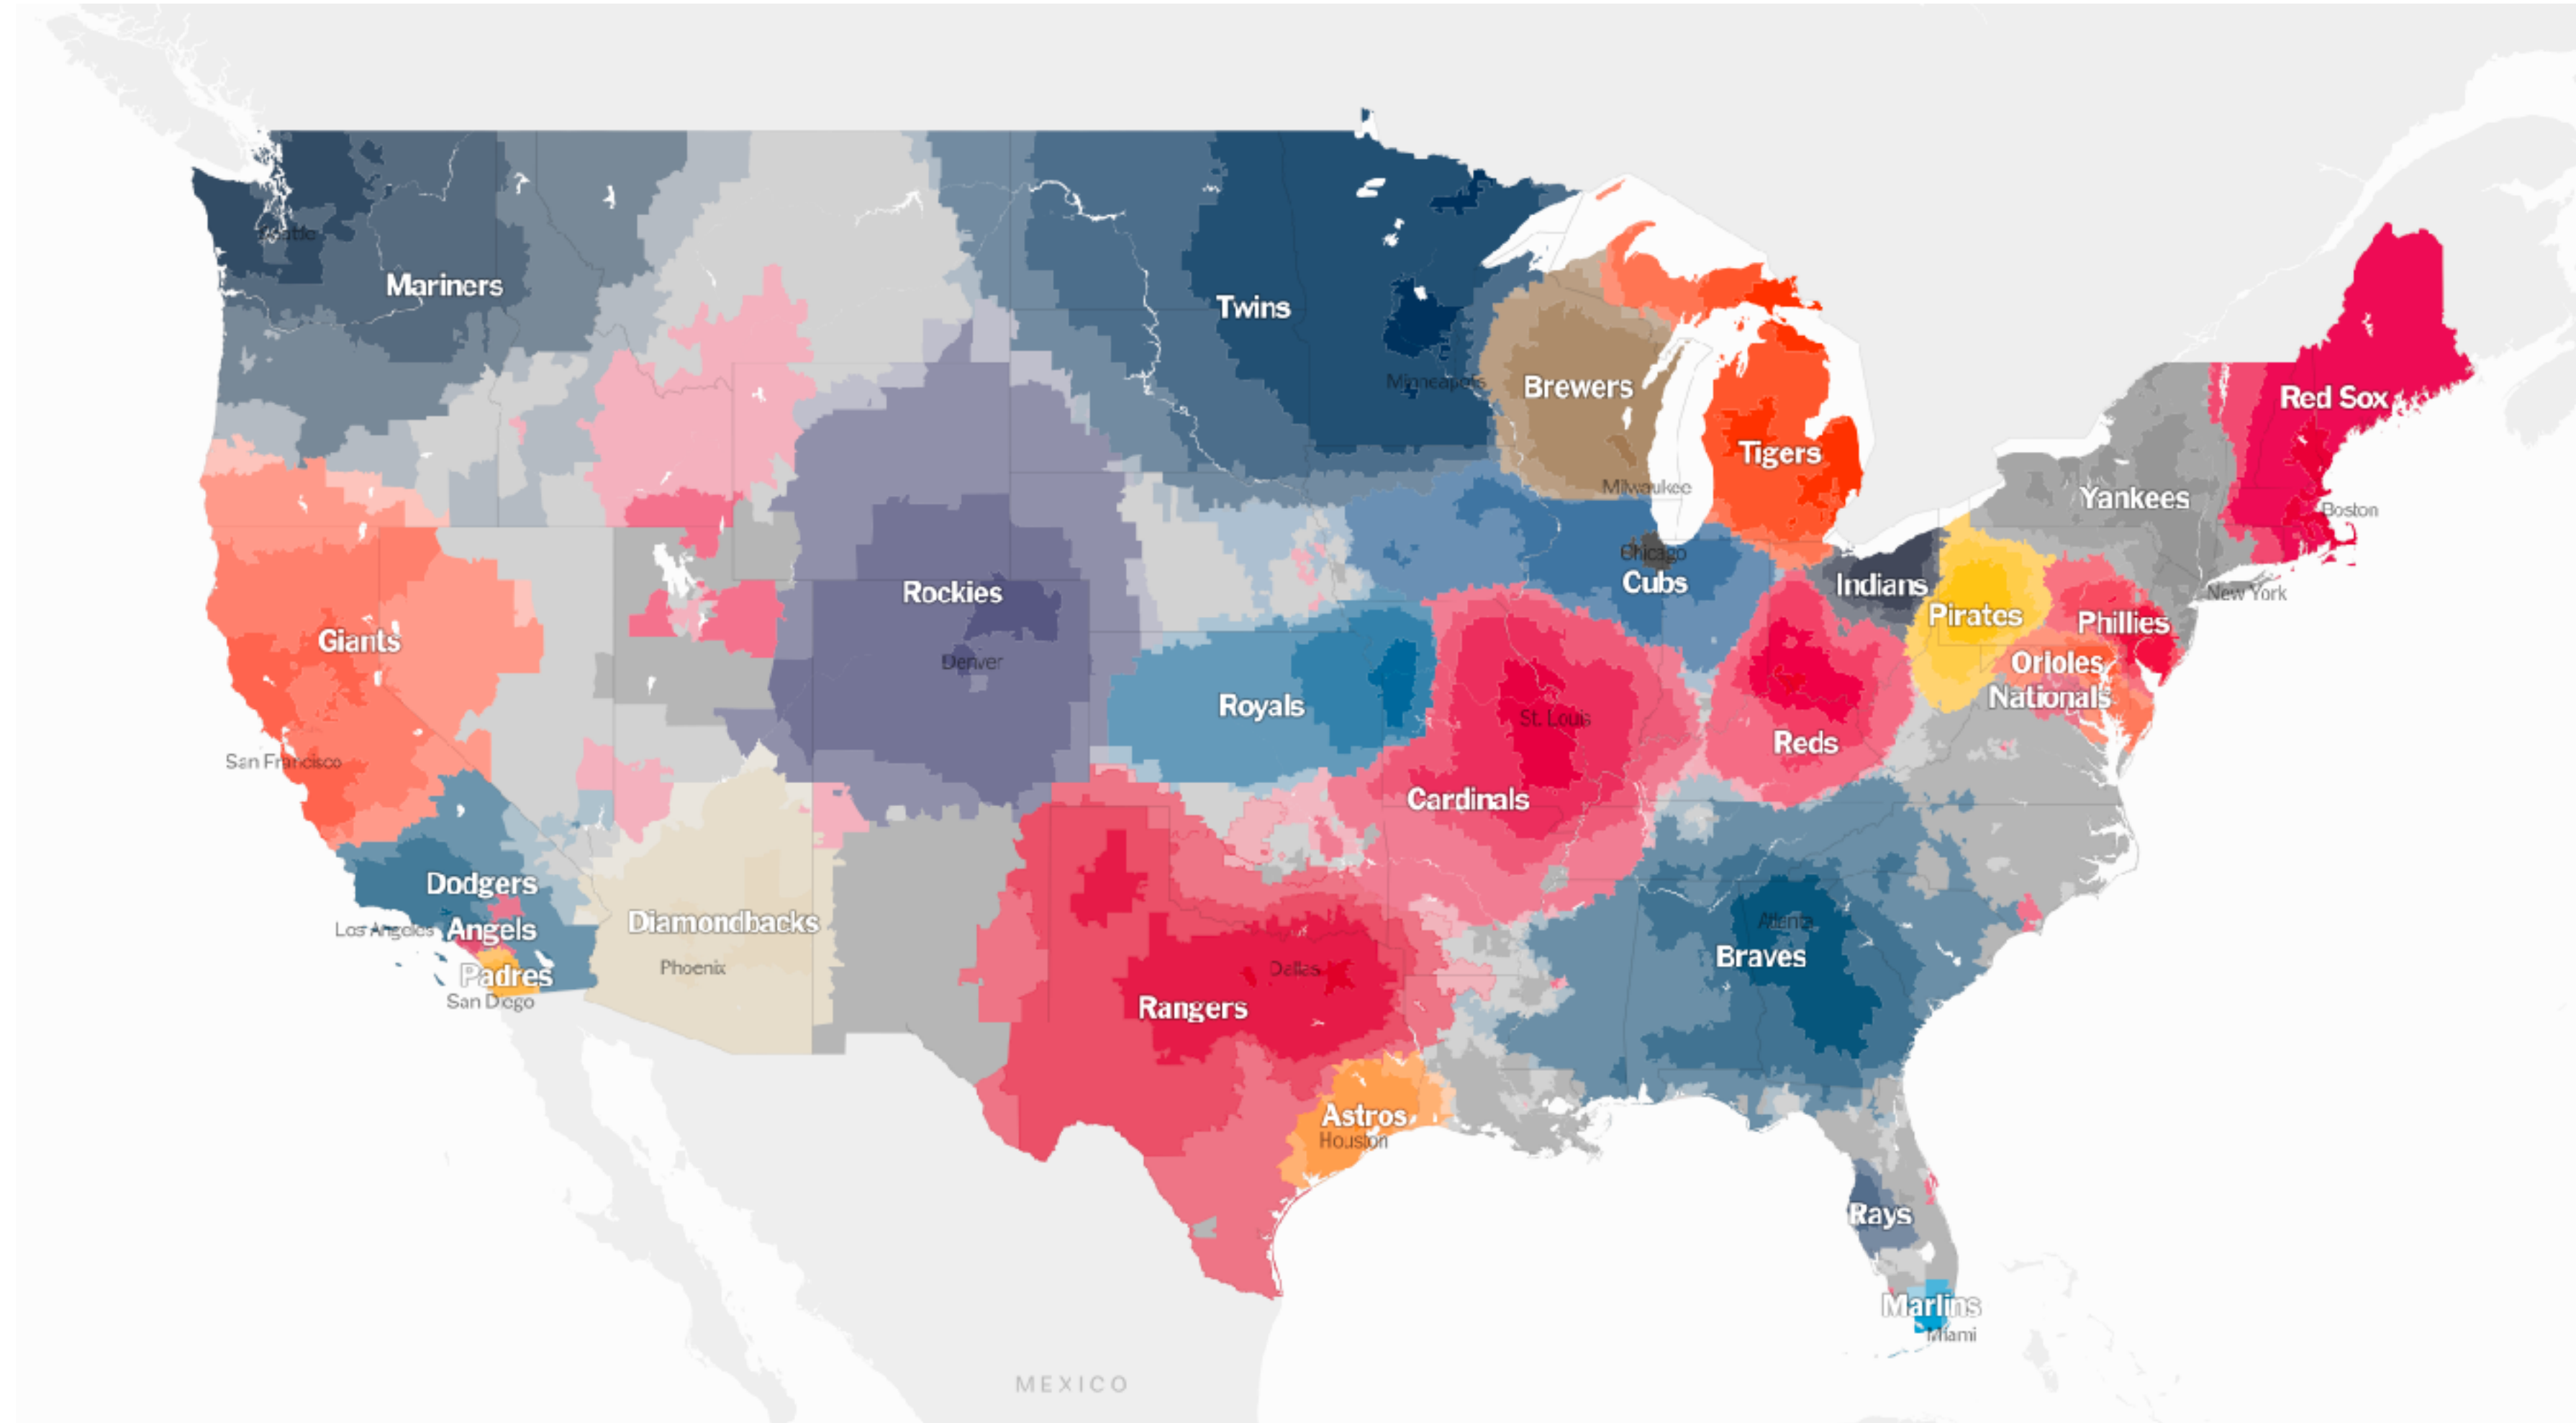 Seattle
Mariners
Twins
Minneapolis
Brewers
Milwaukee
Tigers
Red Sox
Yankees
Boston
New York
Chicago
Cubs
Indians
Pirates
Phillies
Orioles
Nationals
Rockies
Denver
Giants
San Francisco
Royals
St. Louis
Cardinals
Reds
Dodgers
Los Angeles
Angels
Padres
San Diego
Diamondbacks
Phoenix
Dallas
Rangers
Atlanta
Braves
Astros
Houston
Rays
Marlins
Miami
MEXICO